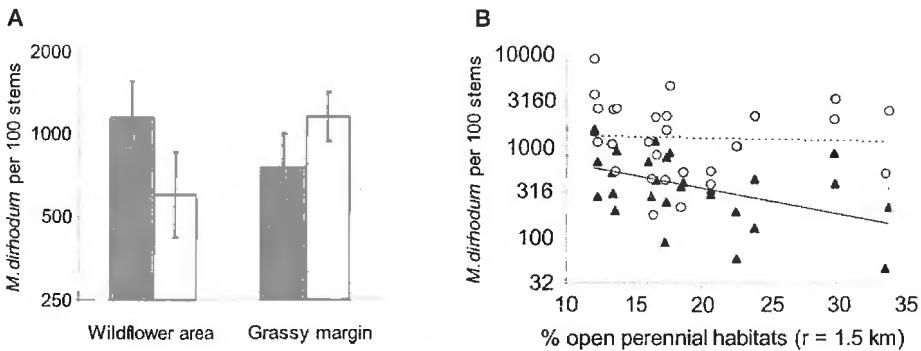 A
M. dirhodum per 100 stems
2000
1000
500
250
Wildflower area
Grassy margin
B
M. dirhodum per 100 stems
10000
3160
1000
316
100
32
10
15
20
25
30
35
% open perennial habitats (r = 1.5 km)